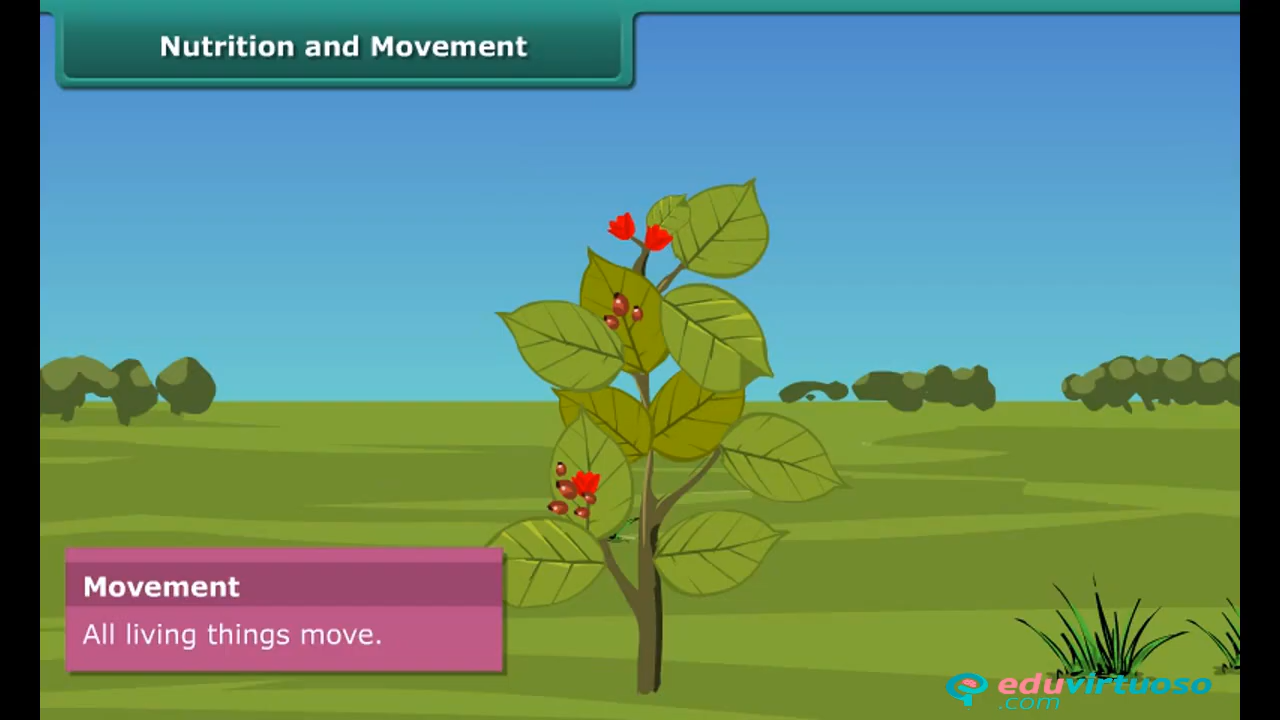 Nutrition and Movement
Movement
All living things move.
eduvirtuoso
.com